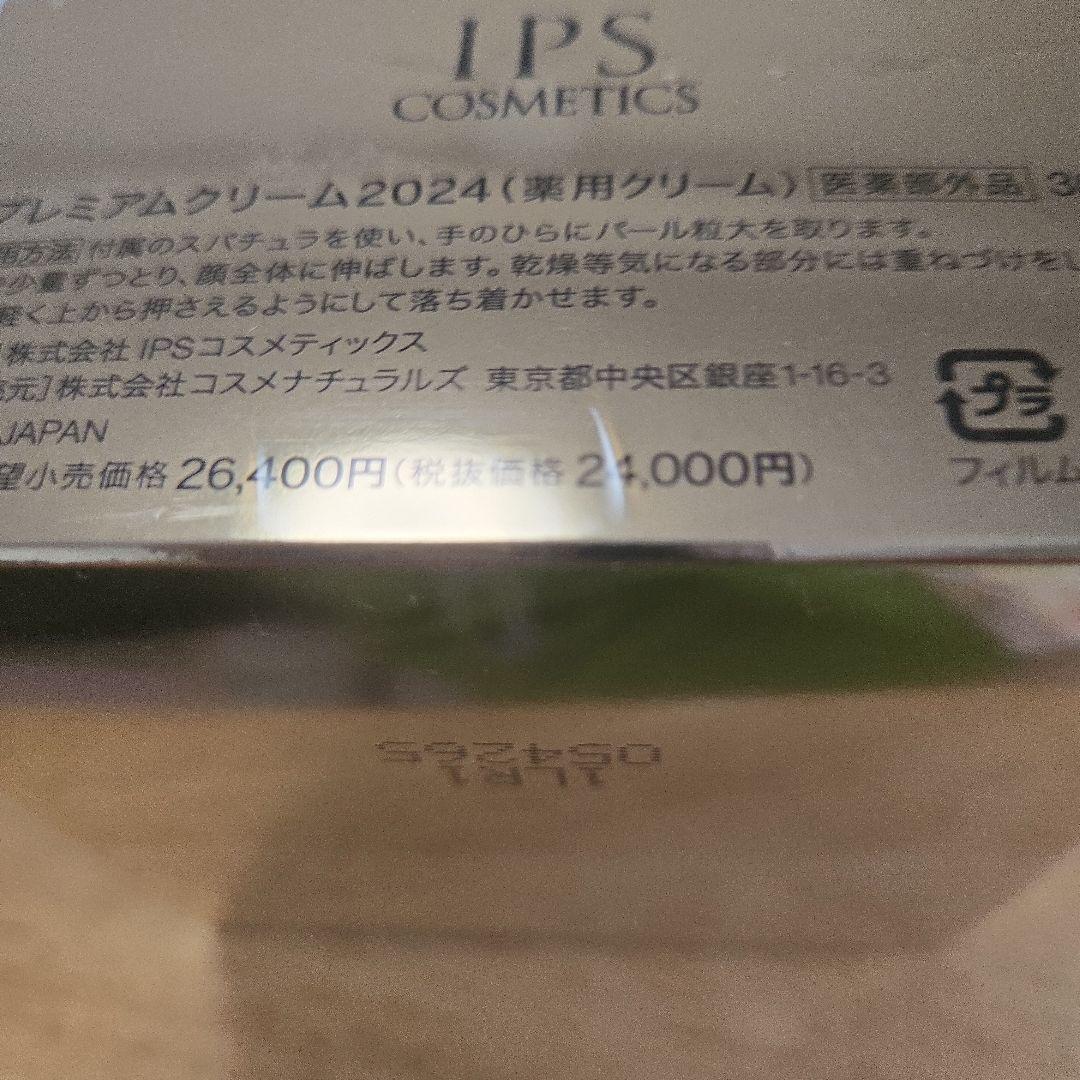 IPS
COSMETICS
プレミアムクリーム2024(薬用クリーム) 医薬部外品
用方法]付属のスパチュラを使い、手のひらにパール粒大を取ります。
少量ずつとり、顔全体に伸ばします。乾燥等気になる部分には重ねづけをし
軽く上から押さえるようにして落ち着かせます。
]株式会社 IPSコスメティックス
売元]株式会社コスメナチュラルズ 東京都中央区銀座1-16-3
JAPAN
望小売価格 26,400円(税抜価格 24,000円)
プラ
フィルム
1LR1